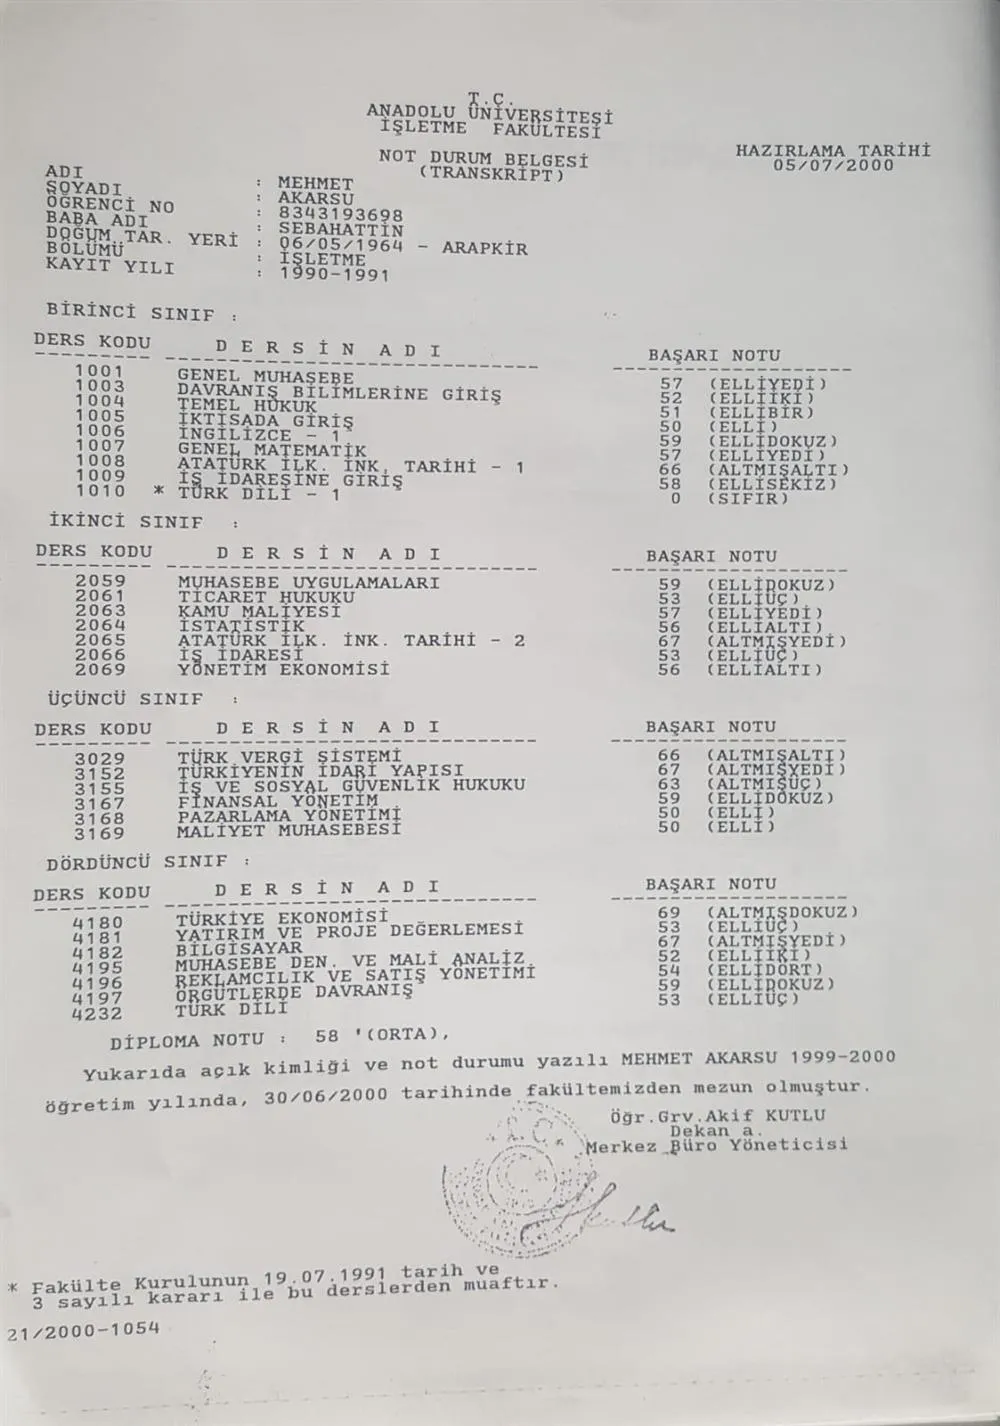 T.C.
ANADOLU ÜNİVERSİTESİ
İŞLETME FAKÜLTESİ
NOT DURUM BELGESİ
(TRANSKRİPT)
HAZIRLAMA TARİHİ
05/07/2000
ADI : MEHMET
SOYADI : AKARSU
ÖĞRENCİ NO : 8343193698
BABA ADI : SEBAHATTİN
DOĞUM TAR. YERİ : 06/05/1964 - ARAPKİR
BÖLÜMÜ : İŞLETME
KAYIT YILI : 1990-1991
BİRİNCİ SINIF :
DERS KODU DERSİN ADI BAŞARI NOTU
1001 GENEL MUHASEBE 57 (ELLİYEDİ)
1003 DAVRANIŞ BİLİMLERİNE GİRİŞ 52 (ELLİİKİ)
1004 TEMEL HUKUK 51 (ELLİBİR)
1005 İKTİSADA GİRİŞ 50 (ELLİ)
1006 İNGİLİZCE - 1 59 (ELLİDOKUZ)
1007 GENEL MATEMATİK 57 (ELLİYEDİ)
1008 ATATÜRK İLK. İNK. TARİHİ - 1 66 (ALTMIŞALTI)
1009 İŞ İDARESİNE GİRİŞ 58 (ELLİSEKİZ)
1010 * TÜRK DİLİ - 1 0 (SIFIR)
İKİNCİ SINIF :
DERS KODU DERSİN ADI BAŞARI NOTU
2059 MUHASEBE UYGULAMALARI 59 (ELLİDOKUZ)
2061 TİCARET HUKUKU 53 (ELLİÜÇ)
2063 KAMU MALİYESİ 57 (ELLİYEDİ)
2064 İSTATİSTİK 56 (ELLİALTI)
2065 ATATÜRK İLK. İNK. TARİHİ - 2 67 (ALTMIŞYEDİ)
2066 İŞ İDARESİ 53 (ELLİÜÇ)
2069 YÖNETİM EKONOMİSİ 56 (ELLİALTI)
ÜÇÜNCÜ SINIF :
DERS KODU DERSİN ADI BAŞARI NOTU
3029 TÜRK VERGİ SİSTEMİ 66 (ALTMIŞALTI)
3152 TÜRKİYENİN İDARİ YAPISI 67 (ALTMIŞYEDİ)
3155 İŞ VE SOSYAL GÜVENLİK HUKUKU 63 (ALTMIŞÜÇ)
3167 FİNANSAL YÖNETİM 59 (ELLİDOKUZ)
3168 PAZARLAMA YÖNETİMİ 50 (ELLİ)
3169 MALİYET MUHASEBESİ 50 (ELLİ)
DÖRDÜNCÜ SINIF :
DERS KODU DERSİN ADI BAŞARI NOTU
4180 TÜRKİYE EKONOMİSİ 69 (ALTMIŞDOKUZ)
4181 YATIRIM VE PROJE DEĞERLEMESİ 53 (ELLİÜÇ)
4182 BİLGİSAYAR 67 (ALTMIŞYEDİ)
4195 MUHASEBE DEN. VE MALİ ANALİZ 52 (ELLİİKİ)
4196 REKLAMCILIK VE SATIŞ YÖNETİMİ 54 (ELLİDÖRT)
4197 ÖRGÜTLERDE DAVRANIŞ 59 (ELLİDOKUZ)
4232 TÜRK DİLİ 53 (ELLİÜÇ)
DİPLOMA NOTU : 58 '(ORTA),
Yukarıda açık kimliği ve not durumu yazılı MEHMET AKARSU 1999-2000
öğretim yılında, 30/06/2000 tarihinde fakültemizden mezun olmuştur.
Öğr.Grv.Akif KUTLU
Dekan a.
Merkez Büro Yöneticisi
T.C.
* Fakülte Kurulunun 19.07.1991 tarih ve
3 sayılı kararı ile bu derslerden muaftır.
21/2000-1054